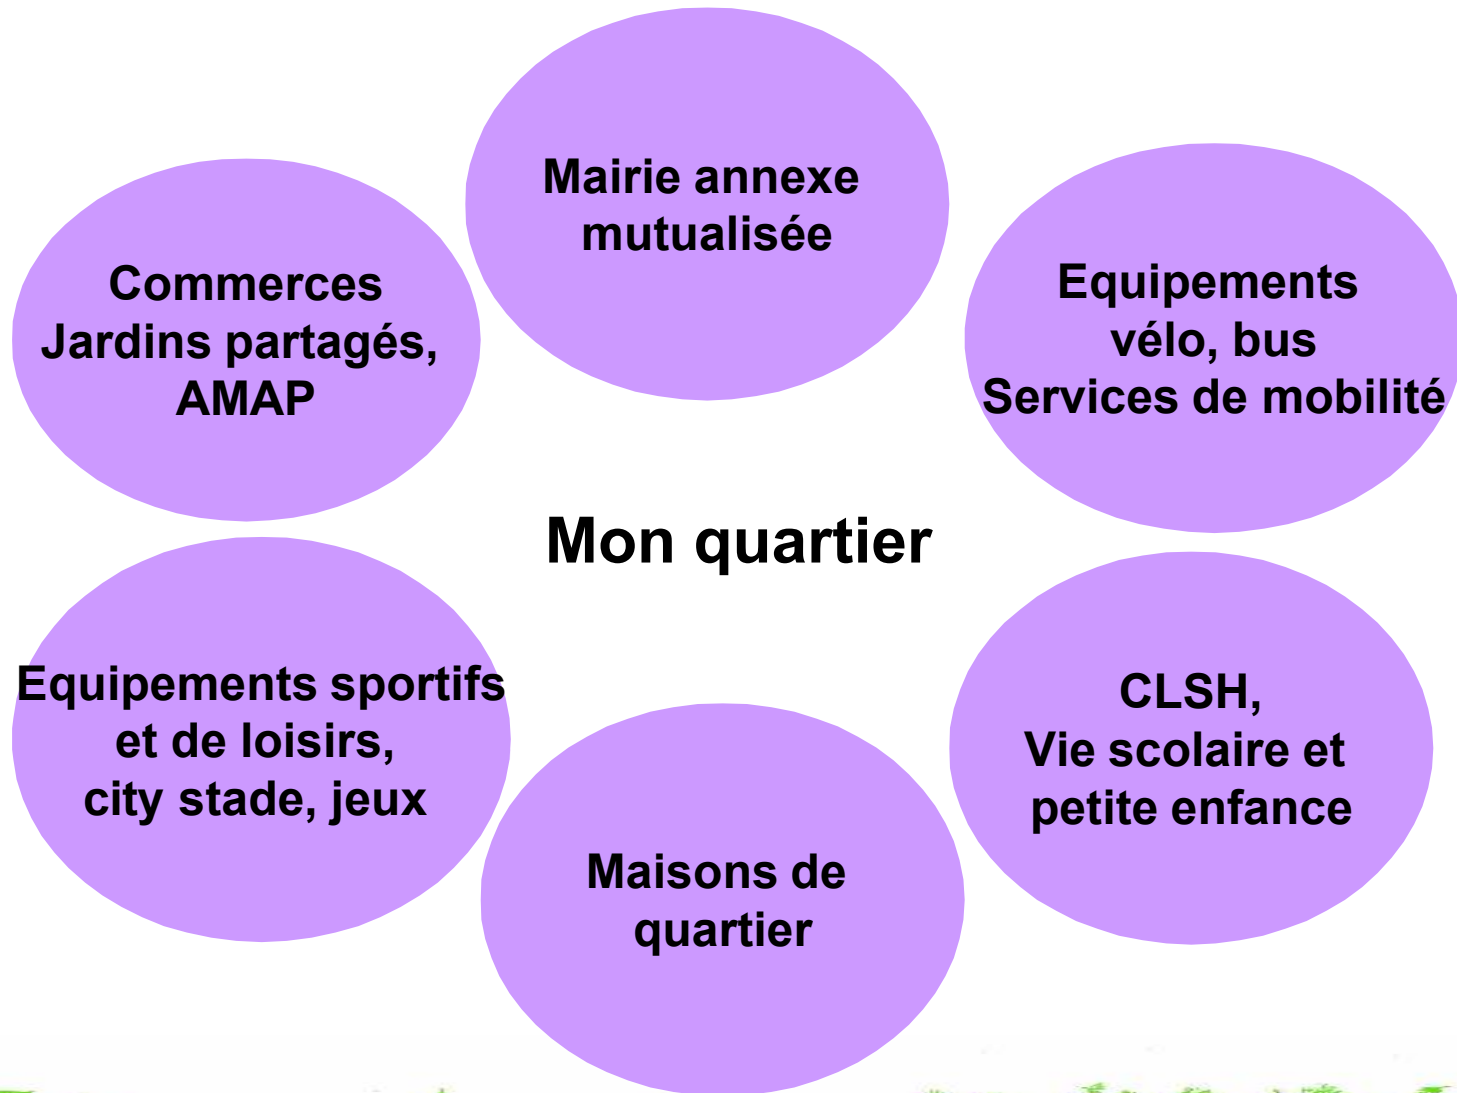 Mairie annexe
mutualisée
Commerces
Jardins partagés,
AMAP
Equipements
vélo, bus
Services de mobilité
Mon quartier
Equipements sportifs
et de loisirs,
city stade, jeux
CLSH,
Vie scolaire et
petite enfance
Maisons de
quartier